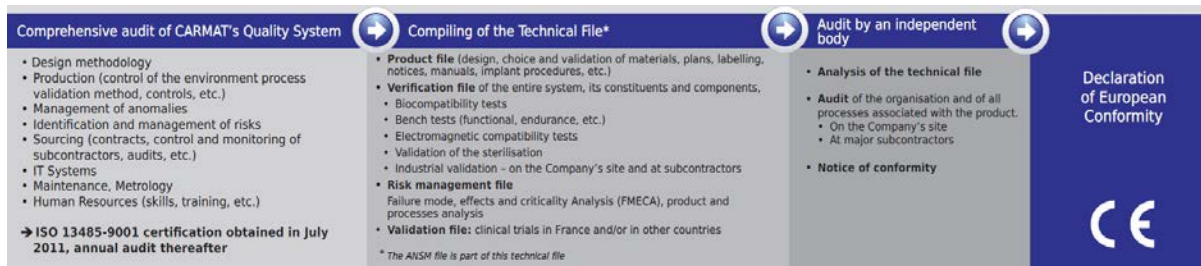 Comprehensive audit of CARMAT's Quality System
• Design methodology
• Production (control of the environment process
validation method, controls, etc.)
• Management of anomalies
• Identification and management of risks
• Sourcing (contracts, control and monitoring of
subcontractors, audits, etc.)
• IT Systems
• Maintenance, Metrology
• Human Resources (skills, training, etc.)
➔ ISO 13485-9001 certification obtained in July
2011, annual audit thereafter
Compiling of the Technical File*
• Product file (design, choice and validation of materials, plans, labelling,
notices, manuals, implant procedures, etc.)
• Verification file of the entire system, its constituents and components,
• Biocompatibility tests
• Bench tests (functional, endurance, etc.)
• Electromagnetic compatibility tests
• Validation of the sterilisation
• Industrial validation – on the Company's site and at subcontractors
• Risk management file
Failure mode, effects and criticality Analysis (FMECA), product and
processes analysis
• Validation file: clinical trials in France and/or in other countries
* The ANSM file is part of this technical file
Audit by an independent
body
• Analysis of the technical file
• Audit of the organisation and of all
processes associated with the product.
• On the Company's site
• At major subcontractors
• Notice of conformity
Declaration
of European
Conformity
CE